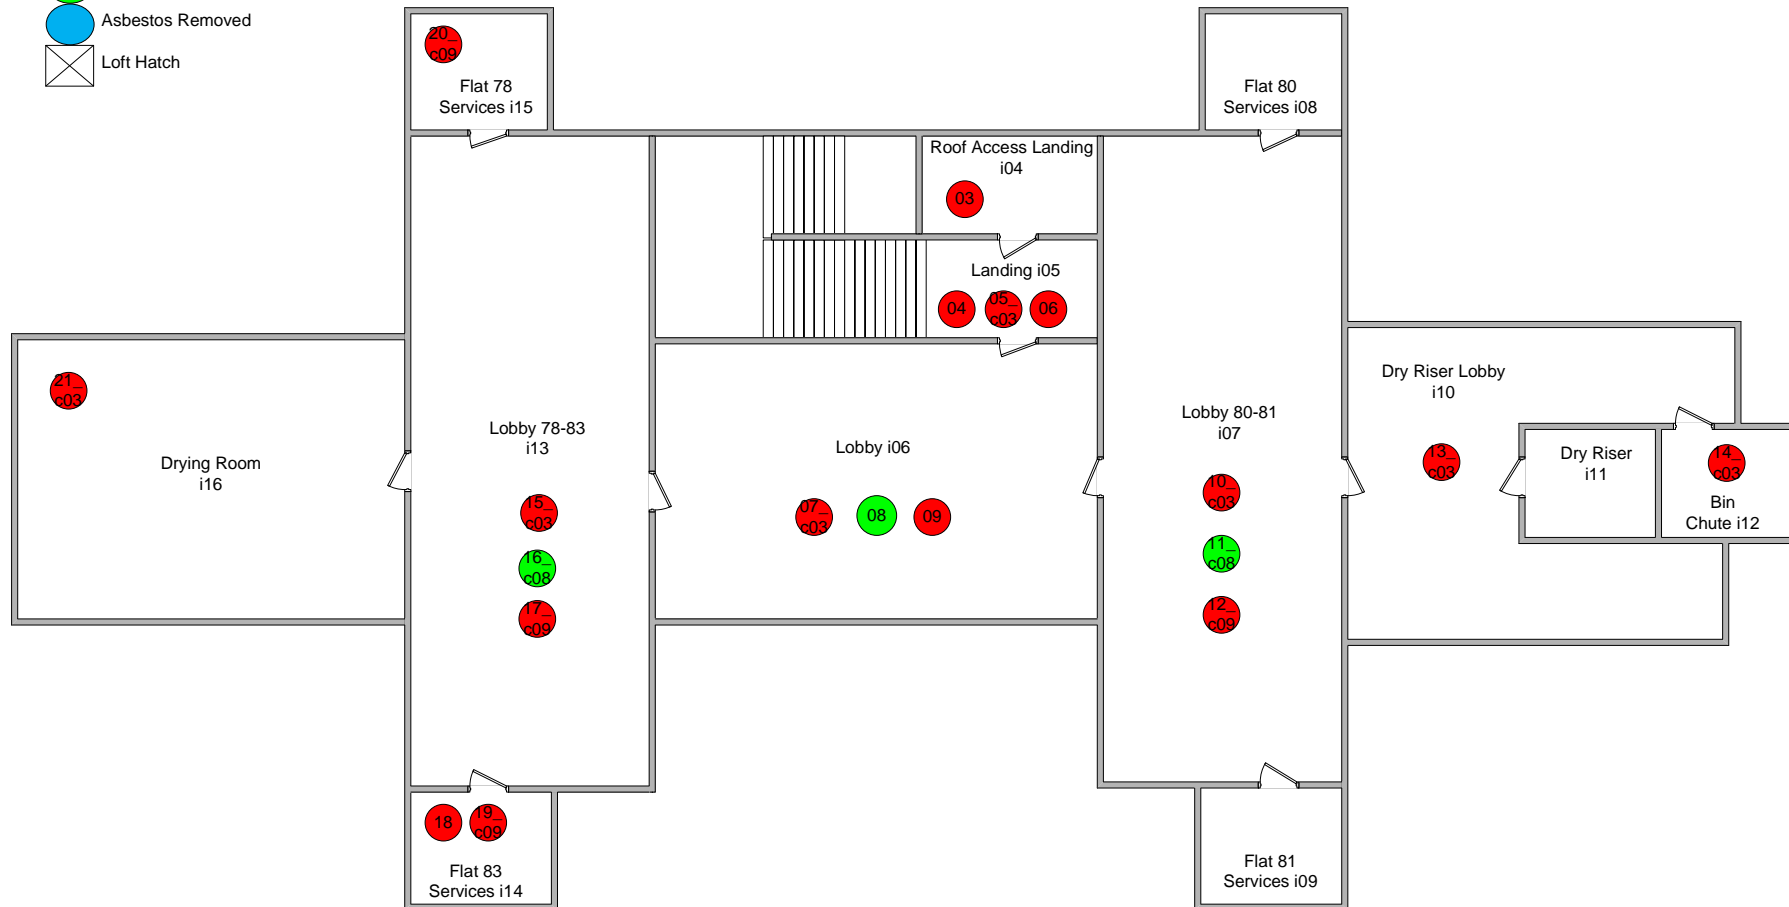 Asbestos Removed
Loft Hatch
20_
c09
Flat 78
Services i15
Flat 80
Services i08
Roof Access Landing
i04
03
Landing i05
04
05_
c03
06
21_
c03
Drying Room
i16
Lobby 78-83
i13
15_
c03
16_
c08
17_
c09
Lobby i06
07_
c03
08
09
Lobby 80-81
i07
10_
c03
11_
c08
12_
c09
Dry Riser Lobby
i10
13_
c03
Dry Riser
i11
14_
c03
Bin
Chute i12
18
19_
c09
Flat 83
Services i14
Flat 81
Services i09